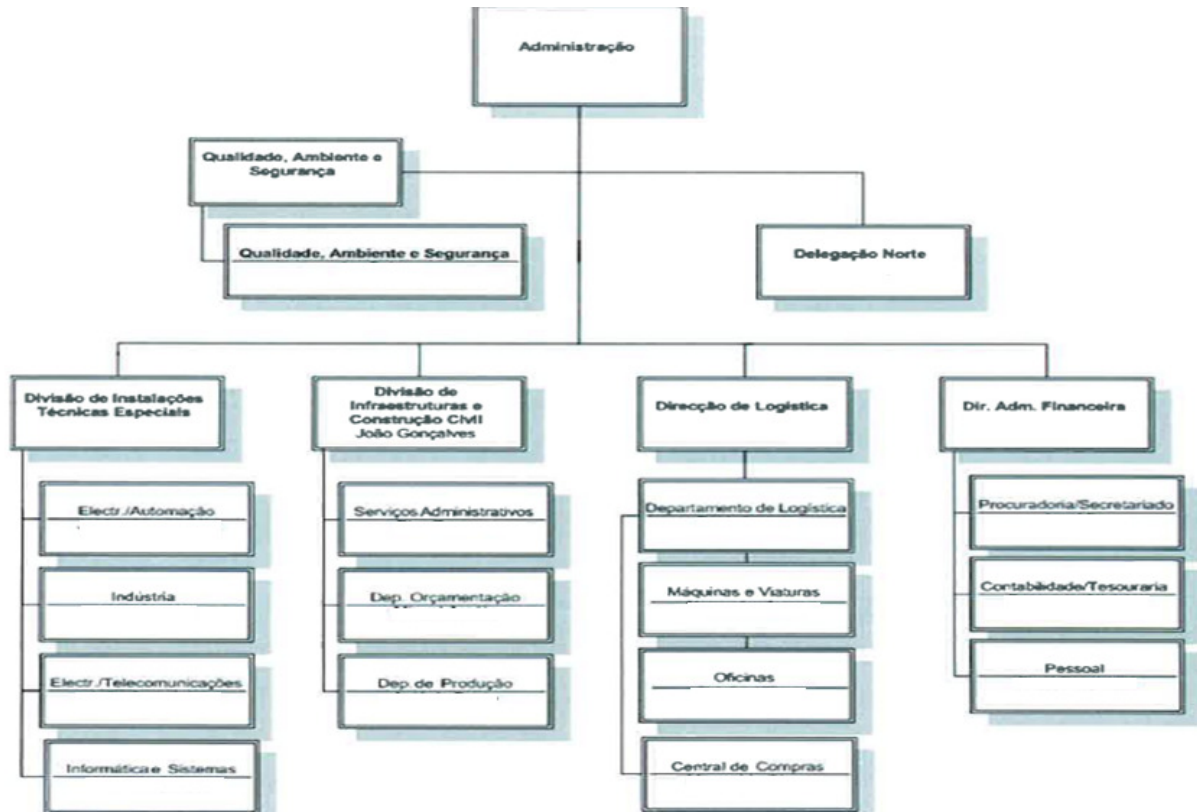 Administração
Qualidade, Ambiente e
Segurança
Qualidade, Ambiente e Segurança
Delegação Norte
Divisão de Instalações
Técnicas Especiais
Divisão de
Infraestruturas e
Construção Civil
João Gonçalves
Direcção de Logística
Dir. Adm. Financeira
Electr./Automação
Serviços Administrativos
Departamento de Logística
Procuradoria/Secretariado
Indústria
Dep. Orçamentação
Máquinas e Viaturas
Contabilidade/Tesouraria
Electr./Telecomunicações
Dep. de Produção
Oficinas
Pessoal
Informática e Sistemas
Central de Compras